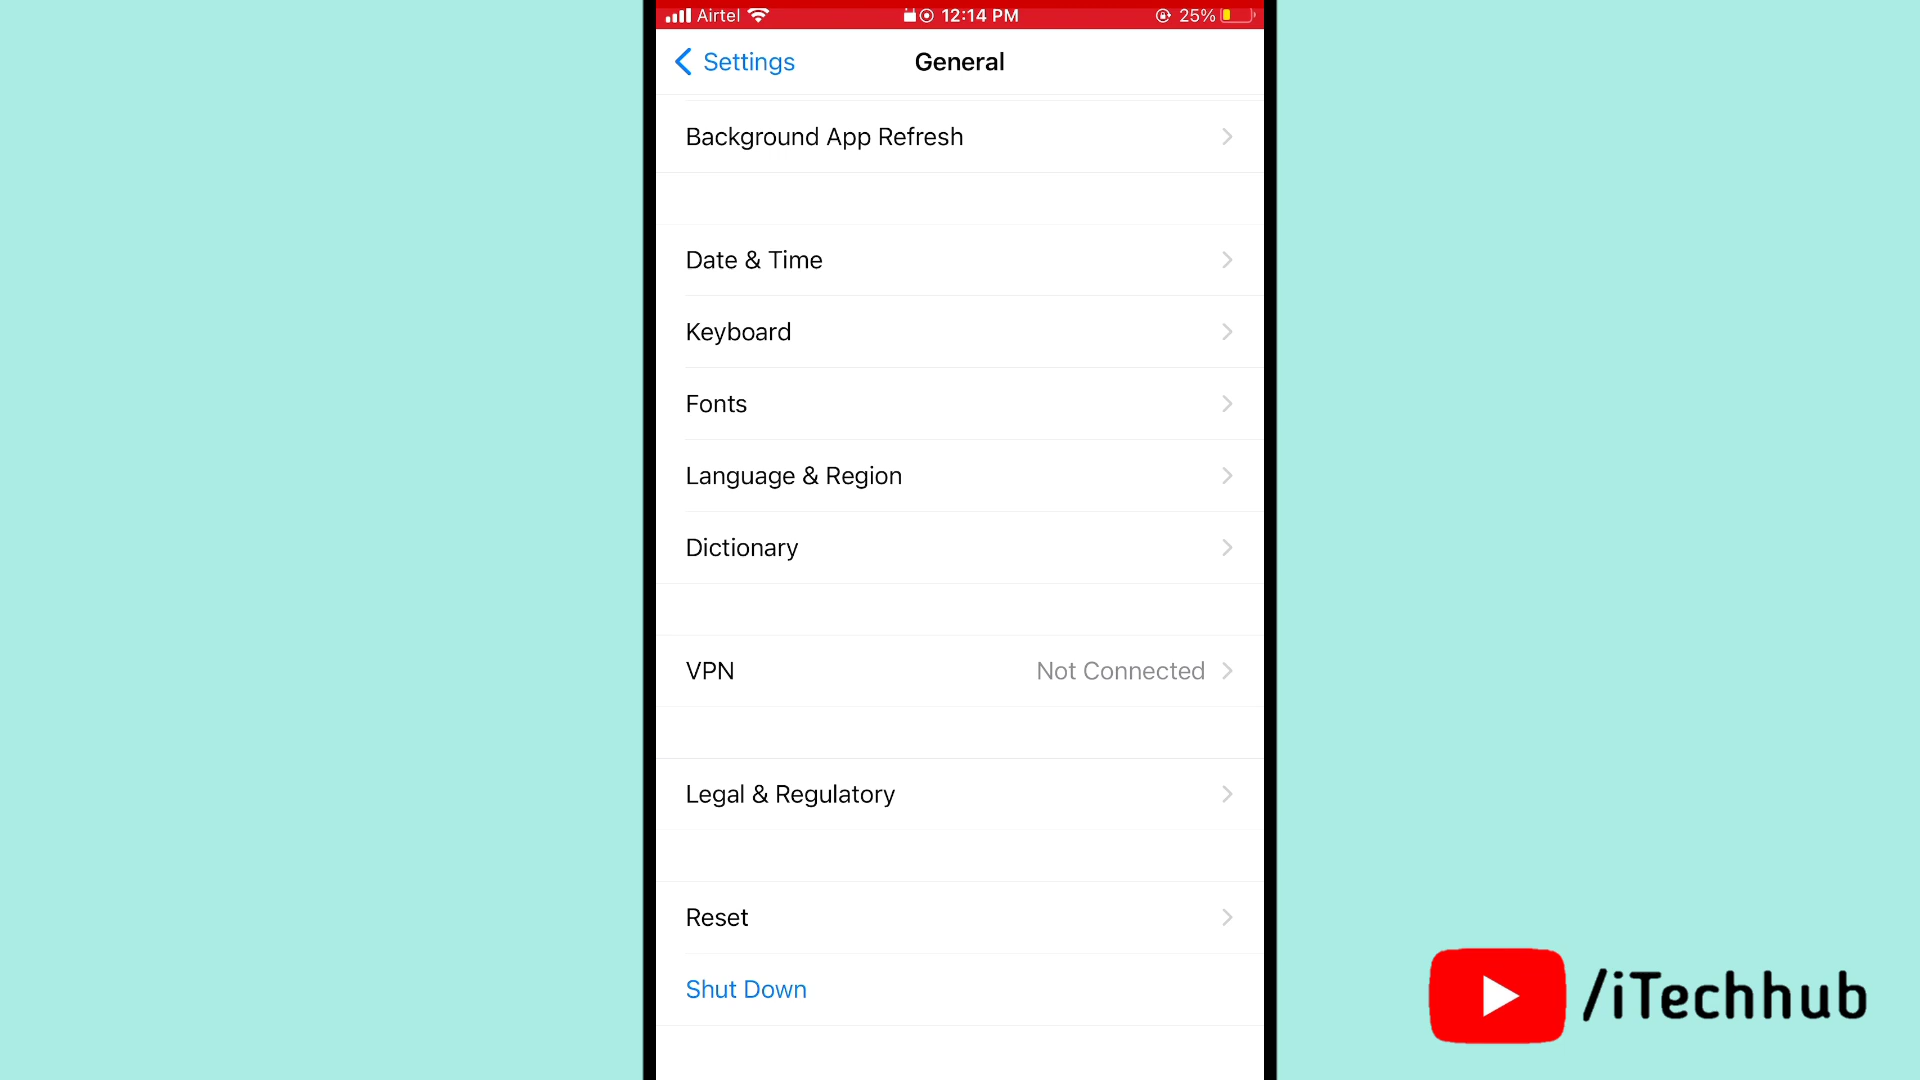 Airtel 12:14 PM 25%
Settings General
Background App Refresh
Date & Time
Keyboard
Fonts
Language & Region
Dictionary
VPN Not Connected
Legal & Regulatory
Reset
Shut Down
/iTechhub